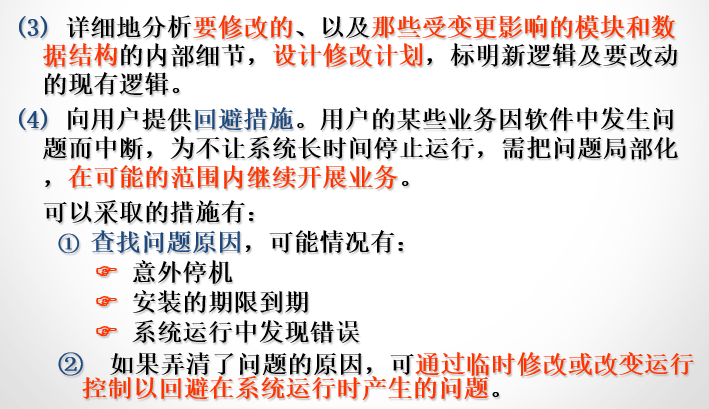 (3) 详细地分析要修改的、以及那些受变更影响的模块和数
据结构的内部细节，设计修改计划，标明新逻辑及要改动
的现有逻辑。
(4) 向用户提供回避措施。用户的某些业务因软件中发生问
题而中断，为不让系统长时间停止运行，需把问题局部化
，在可能的范围内继续开展业务。
可以采取的措施有：
① 查找问题原因，可能情况有：
☞ 意外停机
☞ 安装的期限到期
☞ 系统运行中发现错误
② 如果弄清了问题的原因，可通过临时修改或改变运行
控制以回避在系统运行时产生的问题。